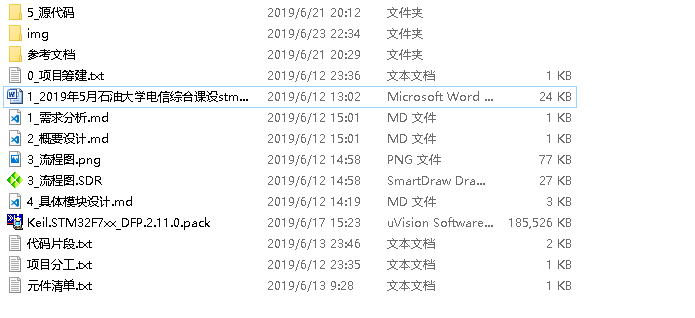 5_源代码 2019/6/21 20:12 文件夹
img 2019/6/23 22:34 文件夹
参考文档 2019/6/21 20:29 文件夹
0_项目筹建.txt 2019/6/12 23:36 文本文档 1 KB
1_2019年5月石油大学电信综合课设stm... 2019/6/12 13:02 Microsoft Word ... 24 KB
1_需求分析.md 2019/6/12 15:01 MD 文件 1 KB
2_概要设计.md 2019/6/12 15:01 MD 文件 1 KB
3_流程图.png 2019/6/12 14:58 PNG 文件 77 KB
3_流程图.SDR 2019/6/12 14:58 SmartDraw Dra... 27 KB
4_具体模块设计.md 2019/6/12 14:19 MD 文件 3 KB
Keil.STM32F7xx_DFP.2.11.0.pack 2019/6/17 15:23 uVision Software... 185,526 KB
代码片段.txt 2019/6/13 23:46 文本文档 2 KB
项目分工.txt 2019/6/12 23:35 文本文档 1 KB
元件清单.txt 2019/6/13 9:28 文本文档 1 KB